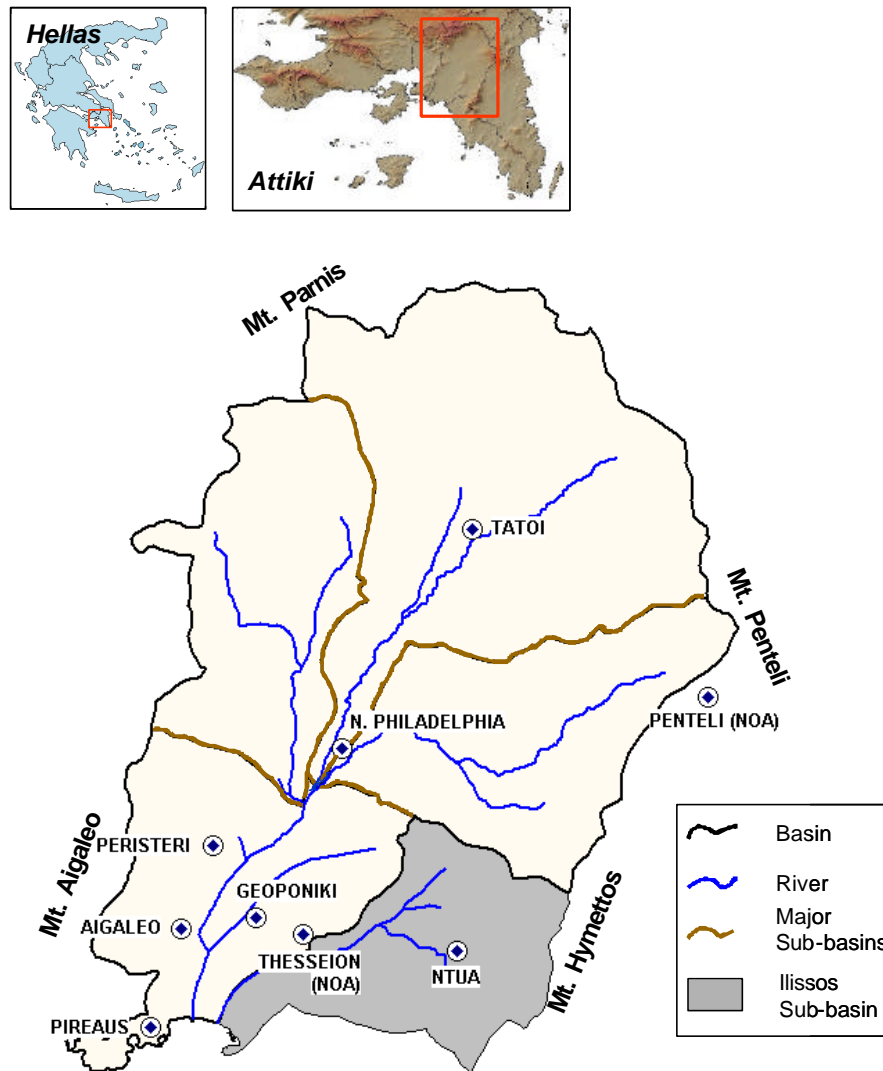 Hellas
Attiki
Mt. Parnis
TATOI
Mt. Penteli
N. PHILADELPHIA
PENTELI (NOA)
Mt. Aigaleo
PERISTERI
GEOPONIKI
AIGALEO
THESSEION
(NOA)
NTUA
Mt. Hymettos
PIREAUS
Basin
River
Major
Sub-basins
Ilissos
Sub-basin